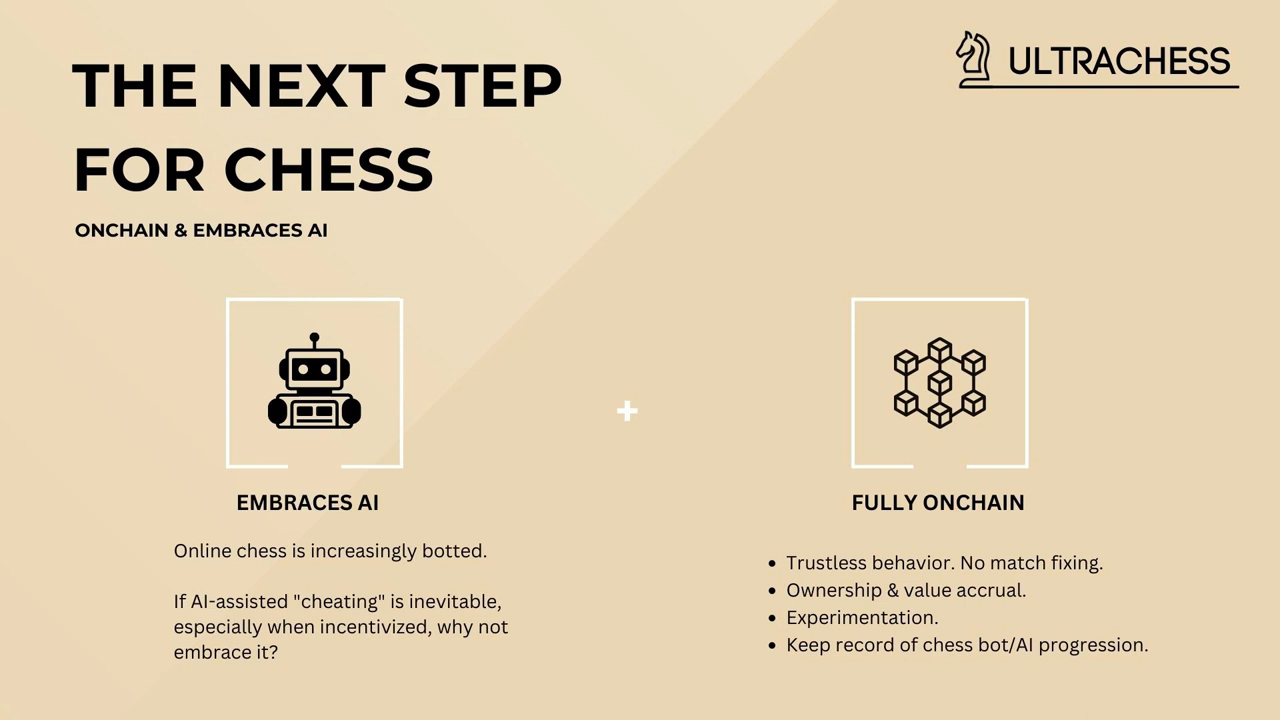 THE NEXT STEP
FOR CHESS
ONCHAIN & EMBRACES AI
ULTRACHESS
EMBRACES AI
Online chess is increasingly botted.
If AI-assisted "cheating" is inevitable,
especially when incentivized, why not
embrace it?
+
FULLY ONCHAIN
• Trustless behavior. No match fixing.
• Ownership & value accrual.
• Experimentation.
• Keep record of chess bot/AI progression.